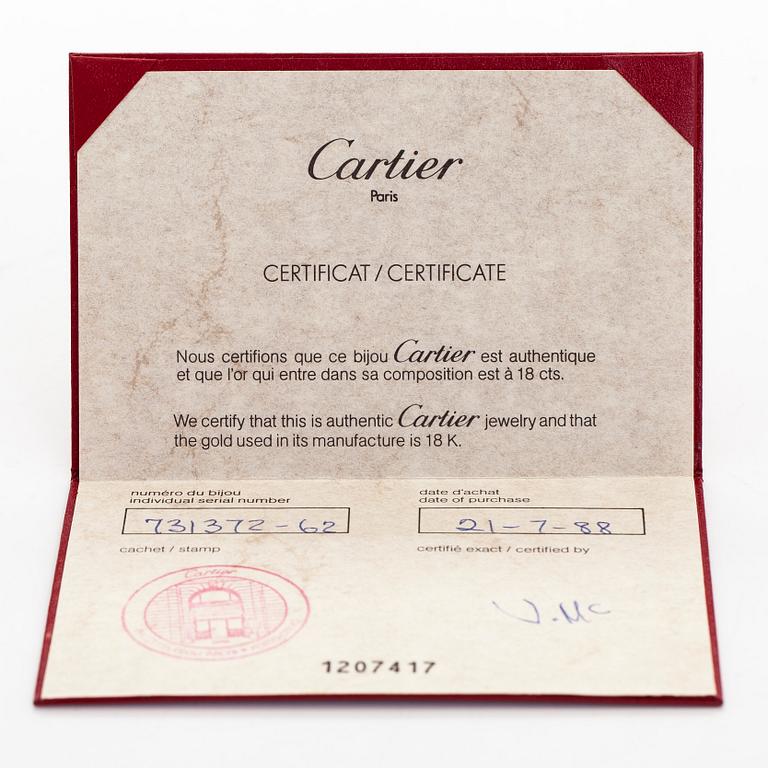 Cartier
Paris
CERTIFICAT / CERTIFICATE
Nous certifions que ce bijou Cartier est authentique
et que l'or qui entre dans sa composition est à 18 cts.
We certify that this is authentic Cartier jewelry and that
the gold used in its manufacture is 18 K.
numéro du bijou
individual serial number
731372-62
date d'achat
date of purchase
21-7-88
cachet / stamp
certifié exact / certified by
Cartier
V. Mc
1207417